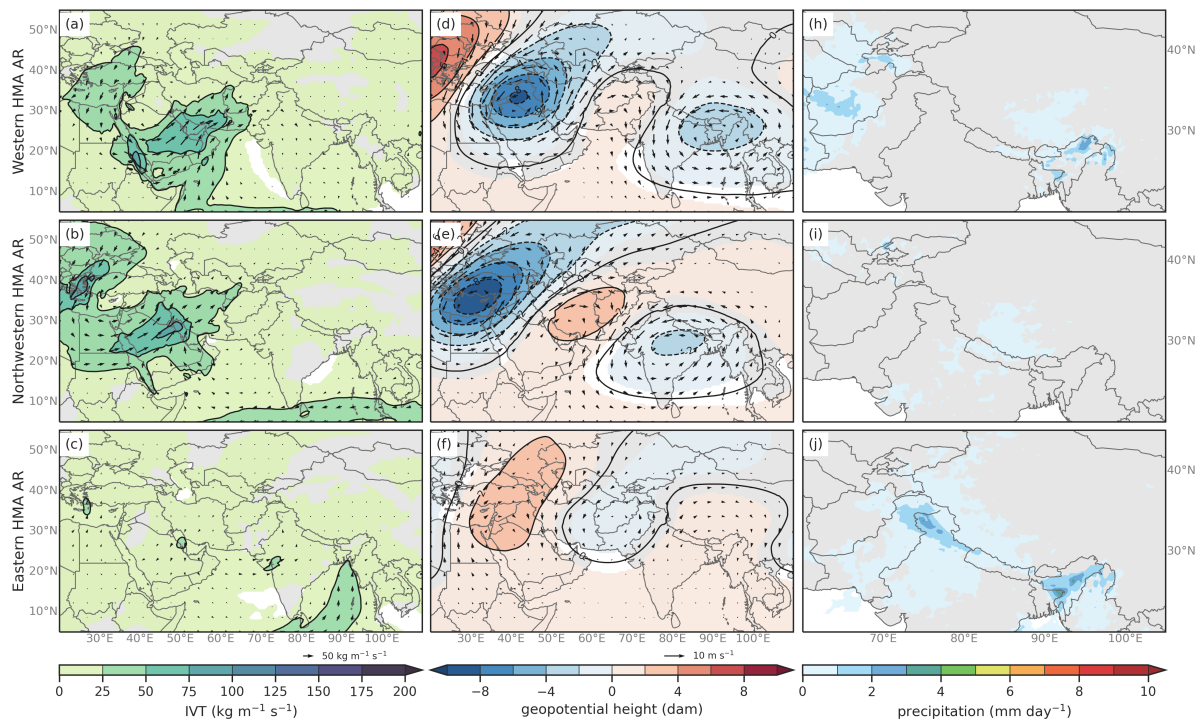 (a)
(d)
(h)
50°N
40°N
30°N
20°N
10°N
40°N
30°N
Western HMA AR
(b)
(e)
(i)
50°N
40°N
30°N
20°N
10°N
40°N
30°N
Northwestern HMA AR
(c)
(f)
(j)
50°N
40°N
30°N
20°N
10°N
40°N
30°N
Eastern HMA AR
30°E 40°E 50°E 60°E 70°E 80°E 90°E 100°E
30°E 40°E 50°E 60°E 70°E 80°E 90°E 100°E
70°E 80°E 90°E 100°E
50 kg m⁻¹ s⁻¹
10 m s⁻¹
0 25 50 75 100 125 150 175 200
−8 −4 0 4 8
0 2 4 6 8 10
IVT (kg m⁻¹ s⁻¹)
geopotential height (dam)
precipitation (mm day⁻¹)